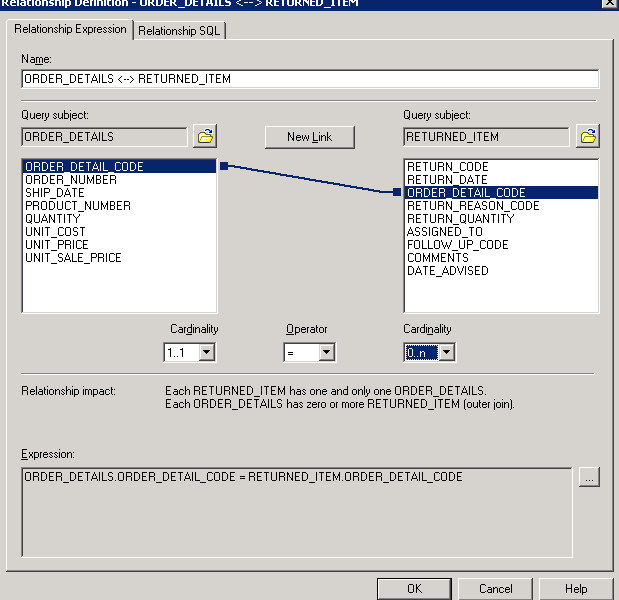 Relationship Definition - ORDER_DETAILS <--> RETURNED_ITEM
Relationship Expression
Relationship SQL
Name:
ORDER_DETAILS <--> RETURNED_ITEM
Query subject:
Query subject:
ORDER_DETAILS
New Link
RETURNED_ITEM
ORDER_DETAIL_CODE
ORDER_NUMBER
SHIP_DATE
PRODUCT_NUMBER
QUANTITY
UNIT_COST
UNIT_PRICE
UNIT_SALE_PRICE
RETURN_CODE
RETURN_DATE
ORDER_DETAIL_CODE
RETURN_REASON_CODE
RETURN_QUANTITY
ASSIGNED_TO
FOLLOW_UP_CODE
COMMENTS
DATE_ADVISED
Cardinality
Operator
Cardinality
1..1
=
0..n
Relationship impact:
Each RETURNED_ITEM has one and only one ORDER_DETAILS.
Each ORDER_DETAILS has zero or more RETURNED_ITEM (outer join).
Expression:
ORDER_DETAILS.ORDER_DETAIL_CODE = RETURNED_ITEM.ORDER_DETAIL_CODE
...
OK
Cancel
Help